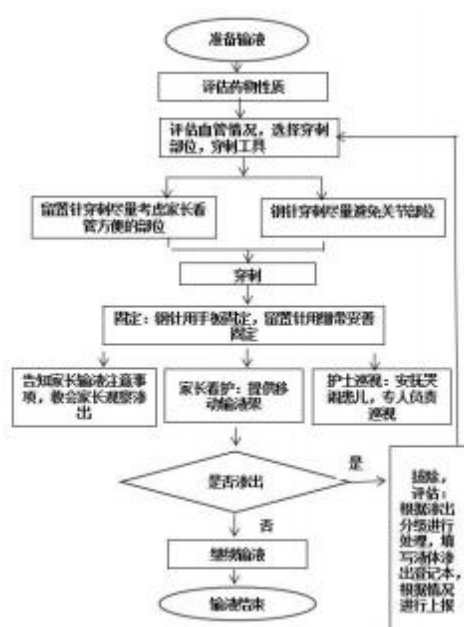 准备输液
评估药物性质
评估血管情况，选择穿刺
部位，穿刺工具
留置针穿刺尽量考虑家长看
管方便的部位
钢针穿刺尽量避免关节部位
穿刺
固定：钢针用手板固定，留置针用绷带妥善
固定
告知家长输液注意事
项，教会家长观察渗
出
家长看护：提供移
动输液架
护士巡视：安抚哭
闹患儿，专人负责
巡视
是否渗出
是
拔除，
评估：
根据渗出
分级进行
处理，填
写液体渗
出登记本，
根据情况
进行上报
否
继续输液
输液结束